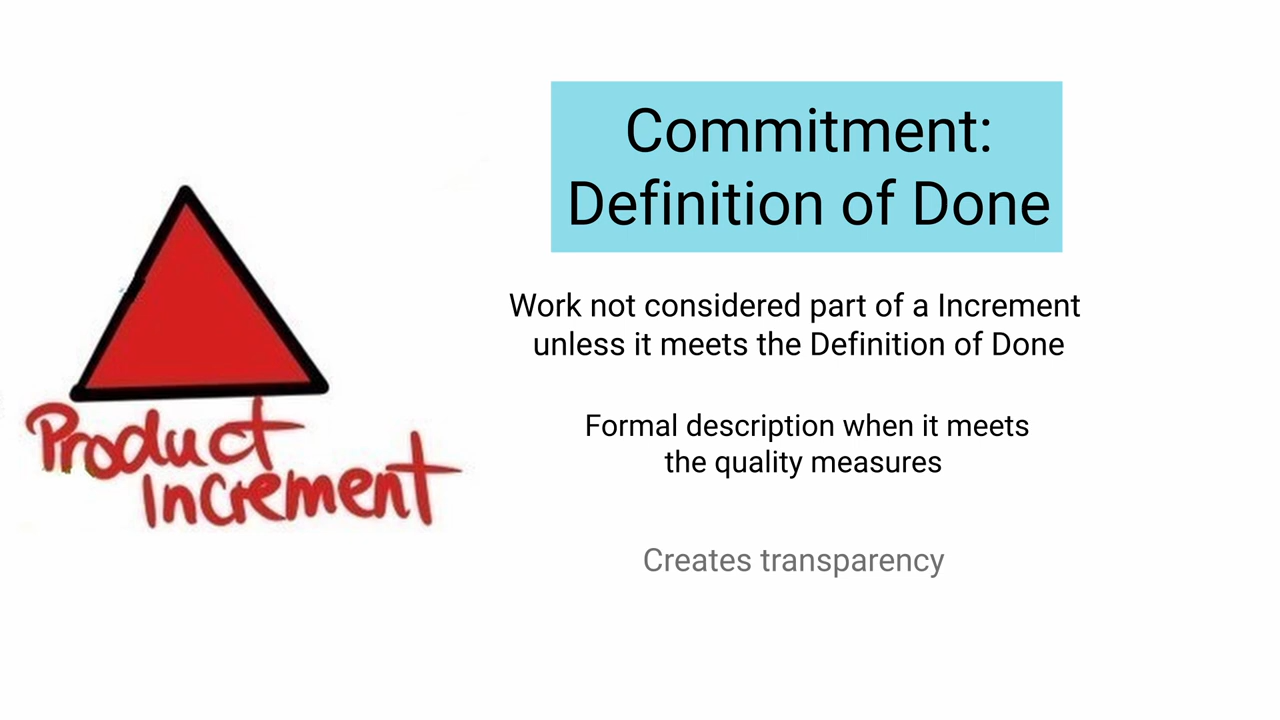 Commitment:
Definition of Done
Work not considered part of a Increment
unless it meets the Definition of Done
Formal description when it meets
the quality measures
Creates transparency
Product
Increment